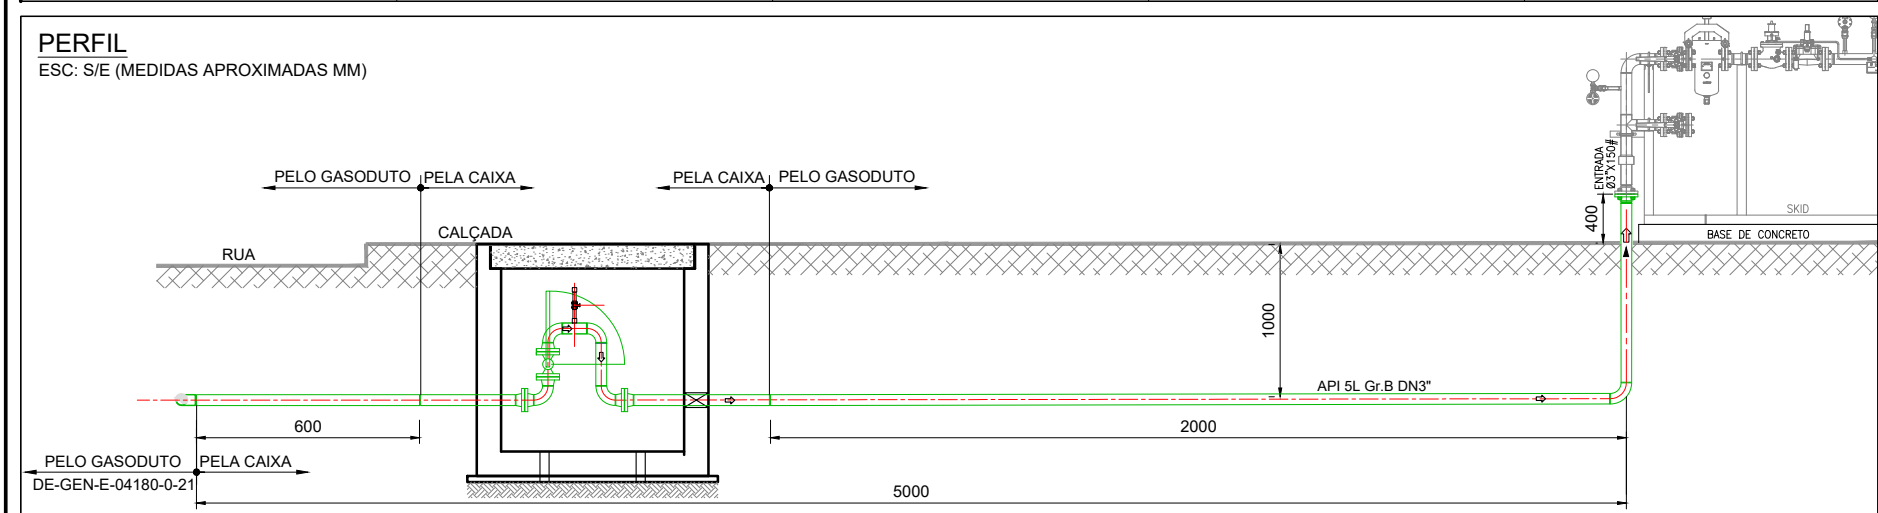 PERFIL
ESC: S/E (MEDIDAS APROXIMADAS MM)
PELO GASODUTO
PELA CAIXA
PELA CAIXA
PELO GASODUTO
ENTRADA
Ø3"X150#
400
SKID
BASE DE CONCRETO
CALÇADA
RUA
1000
API 5L Gr.B DN3"
600
2000
PELO GASODUTO
PELA CAIXA
DE-GEN-E-04180-0-21
5000